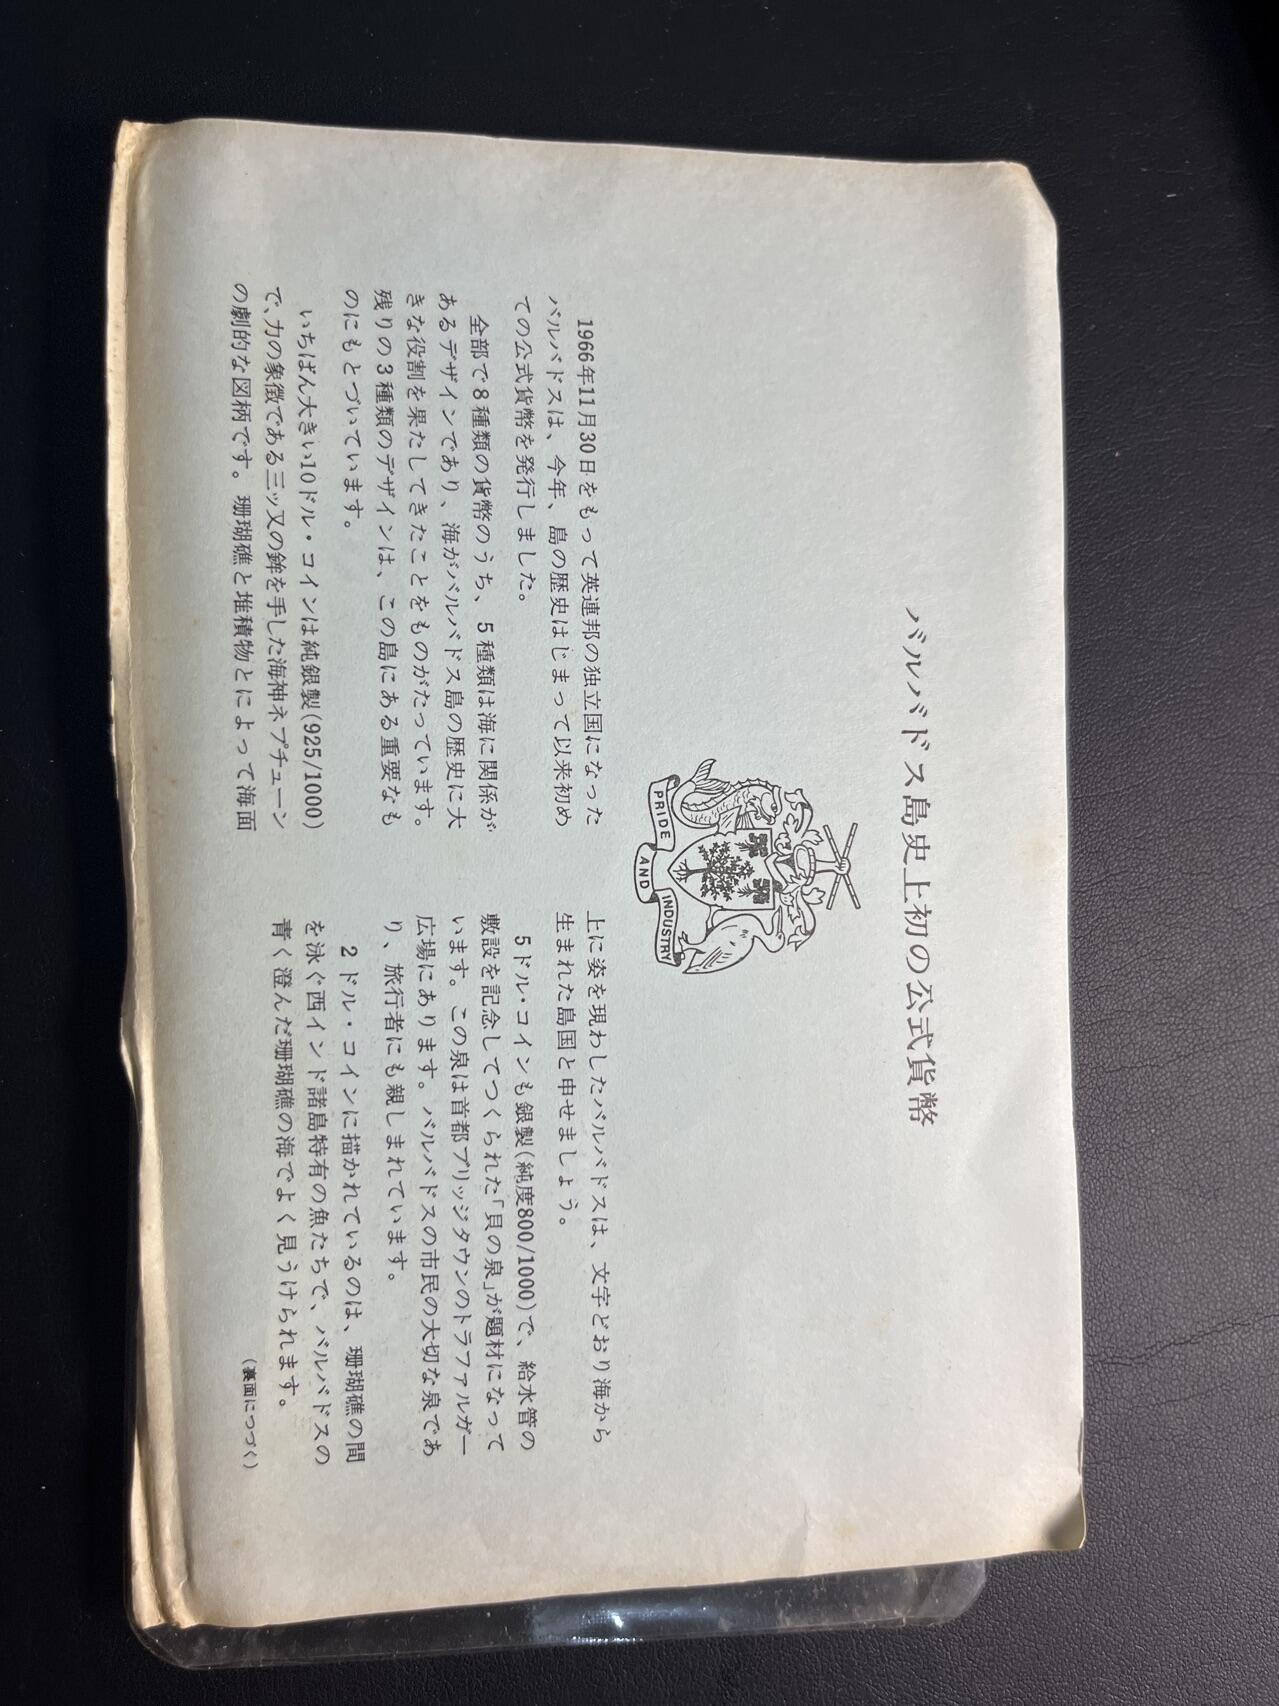 バルバドス島史上初の公式貨幣
PRIDE AND INDUSTRY
1966年11月30日をもって英連邦の独立国になった
バルバドスは、今年、島の歴史はじまって以来初め
ての公式貨幣を発行しました。
全部で8種類の貨幣のうち、5種類は海に関係が
あるデザインであり、海がバルバドス島の歴史に大
きな役割を果たしてきたことをものがたっています。
残りの3種類のデザインは、この島にある重要なも
のにもとづいています。
いちばん大きい10ドル・コインは純銀製(925/1000)
で、力の象徴である三ッ又の鉾を手した海神ネプチューン
の劇的な図柄です。珊瑚礁と堆積物とによって海面
上に姿を現わしたバルバドスは、文字どおり海から
生まれた島国と申せましょう。
5ドル・コインも銀製(純度800/1000)で、給水管の
敷設を記念してつくられた「貝の泉」が題材になって
います。この泉は首都ブリッジタウンのトラファルガー
広場にあります。バルバドスの市民の大切な泉であ
り、旅行者にも親しまれています。
2ドル・コインに描かれているのは、珊瑚礁の間
を泳ぐ西インド諸島特有の魚たちで、バルバドスの
青く澄んだ珊瑚礁の海でよく見うけられます。
(裏面につづく)